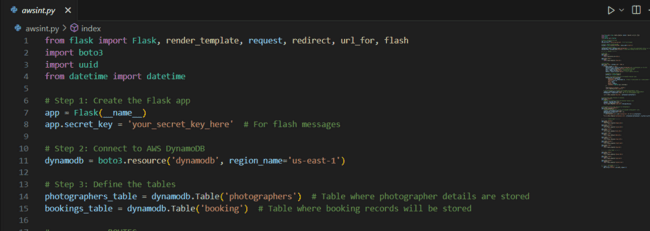 awsint.py
awsint.py > index
1 from flask import Flask, render_template, request, redirect, url_for, flash
2 import boto3
3 import uuid
4 from datetime import datetime
5
6 # Step 1: Create the Flask app
7 app = Flask(__name__)
8 app.secret_key = 'your_secret_key_here' # For flash messages
9
10 # Step 2: Connect to AWS DynamoDB
11 dynamodb = boto3.resource('dynamodb', region_name='us-east-1')
12
13 # Step 3: Define the tables
14 photographers_table = dynamodb.Table('photographers') # Table where photographer details are stored
15 bookings_table = dynamodb.Table('booking') # Table where booking records will be stored
16